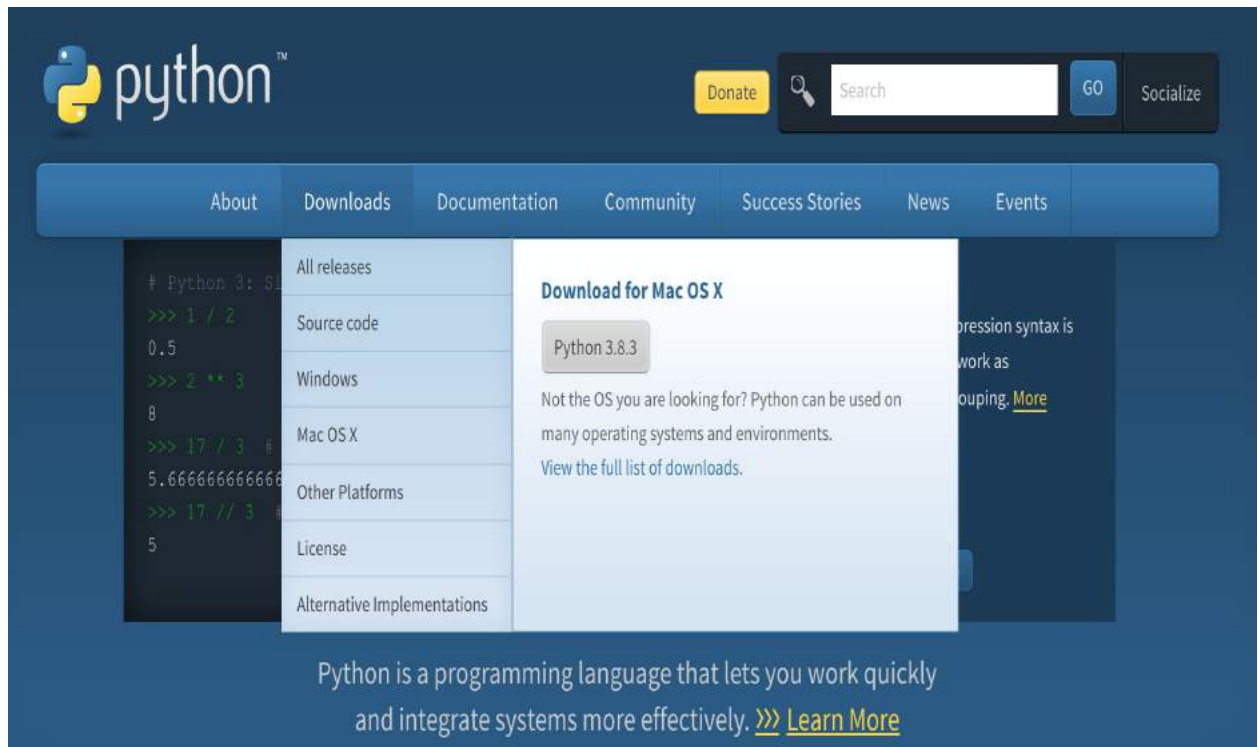 python™
Donate
Search
GO
Socialize
About
Downloads
Documentation
Community
Success Stories
News
Events
# Python 3: Si
>>> 1 / 2
0.5
>>> 2 ** 3
8
>>> 17 / 3 #
5.666666666666
>>> 17 // 3 #
5
All releases
Source code
Windows
Mac OS X
Other Platforms
License
Alternative Implementations
Download for Mac OS X
Python 3.8.3
Not the OS you are looking for? Python can be used on
many operating systems and environments.
View the full list of downloads.
pression syntax is
work as
ouping. More
Python is a programming language that lets you work quickly
and integrate systems more effectively. >>> Learn More